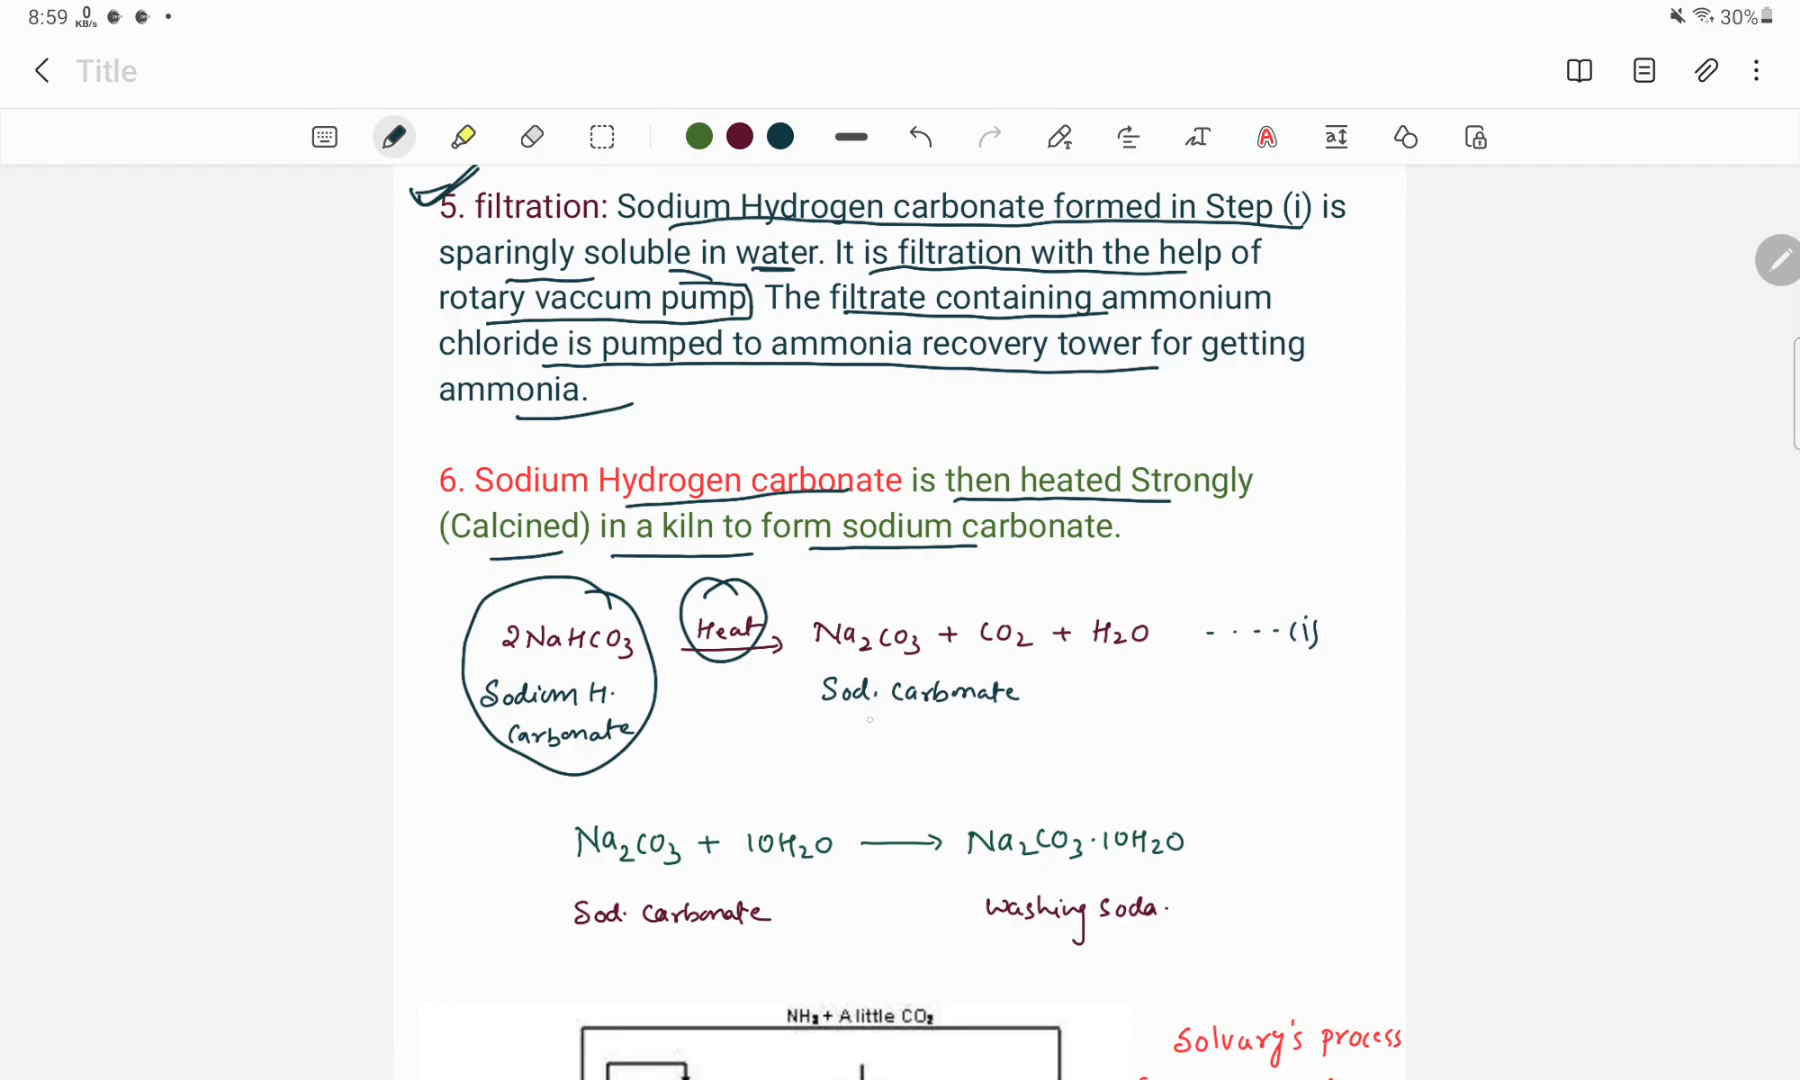 8:59 0 KB/s 30%
Title
5. filtration: Sodium Hydrogen carbonate formed in Step (i) is
sparingly soluble in water. It is filtration with the help of
rotary vaccum pump. The filtrate containing ammonium
chloride is pumped to ammonia recovery tower for getting
ammonia.
6. Sodium Hydrogen carbonate is then heated Strongly
(Calcined) in a kiln to form sodium carbonate.
2NaHCO3 Heat → Na2CO3 + CO2 + H2O -····--(i)
Sodium H. Sod. Carbonate
Carbonate
Na2CO3 + 10H2O → Na2CO3·10H2O
Sod. Carbonate Washing Soda.
NH3 + A little CO2
Solvary's process